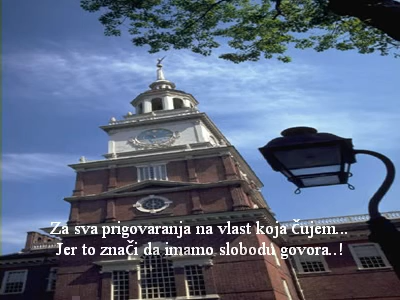 Za sva prigovaranja na vlast koja čujem...
Jer to znači da imamo slobodu govora..!